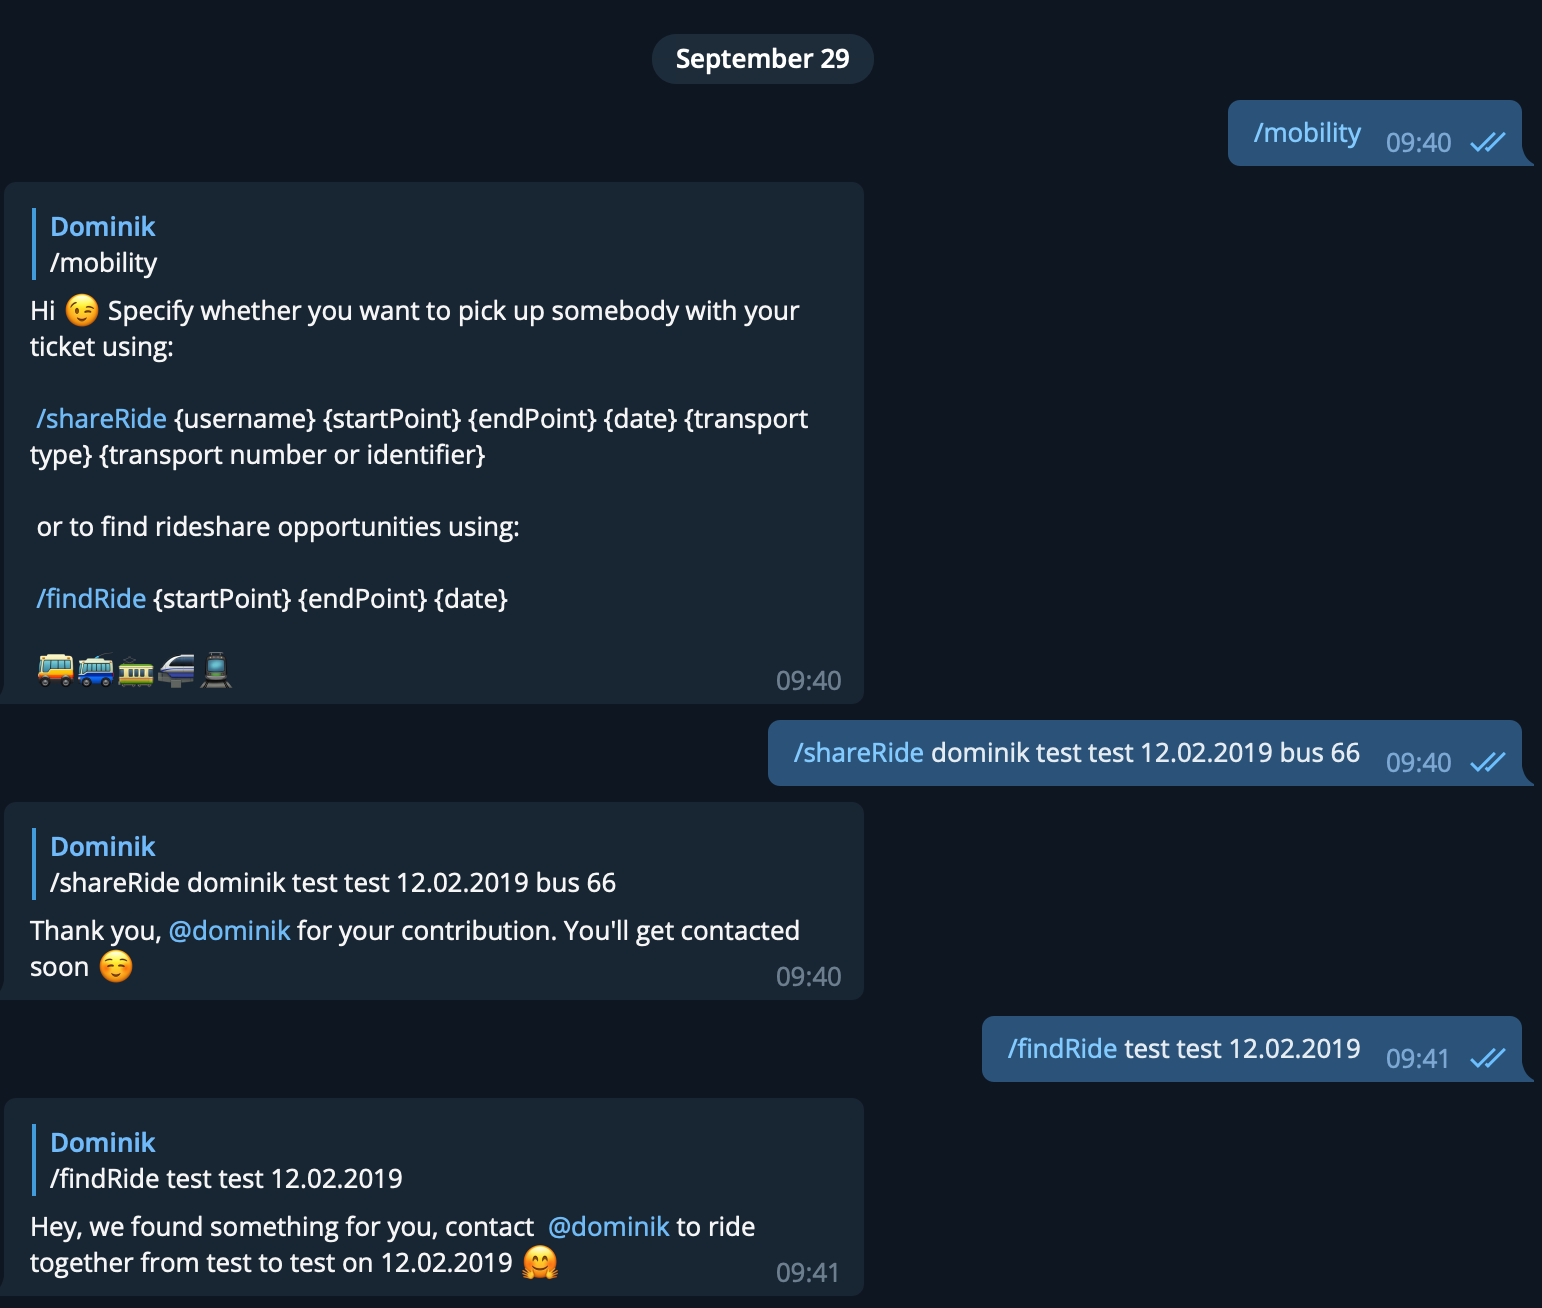 September 29
/mobility 09:40
Dominik
/mobility
Hi 😉 Specify whether you want to pick up somebody with your
ticket using:
/shareRide {username} {startPoint} {endPoint} {date} {transport
type} {transport number or identifier}
or to find rideshare opportunities using:
/findRide {startPoint} {endPoint} {date}
🚌🚎🚋🚝🚊
09:40
/shareRide dominik test test 12.02.2019 bus 66 09:40
Dominik
/shareRide dominik test test 12.02.2019 bus 66
Thank you, @dominik for your contribution. You'll get contacted
soon ☺️
09:40
/findRide test test 12.02.2019 09:41
Dominik
/findRide test test 12.02.2019
Hey, we found something for you, contact @dominik to ride
together from test to test on 12.02.2019 🤗
09:41